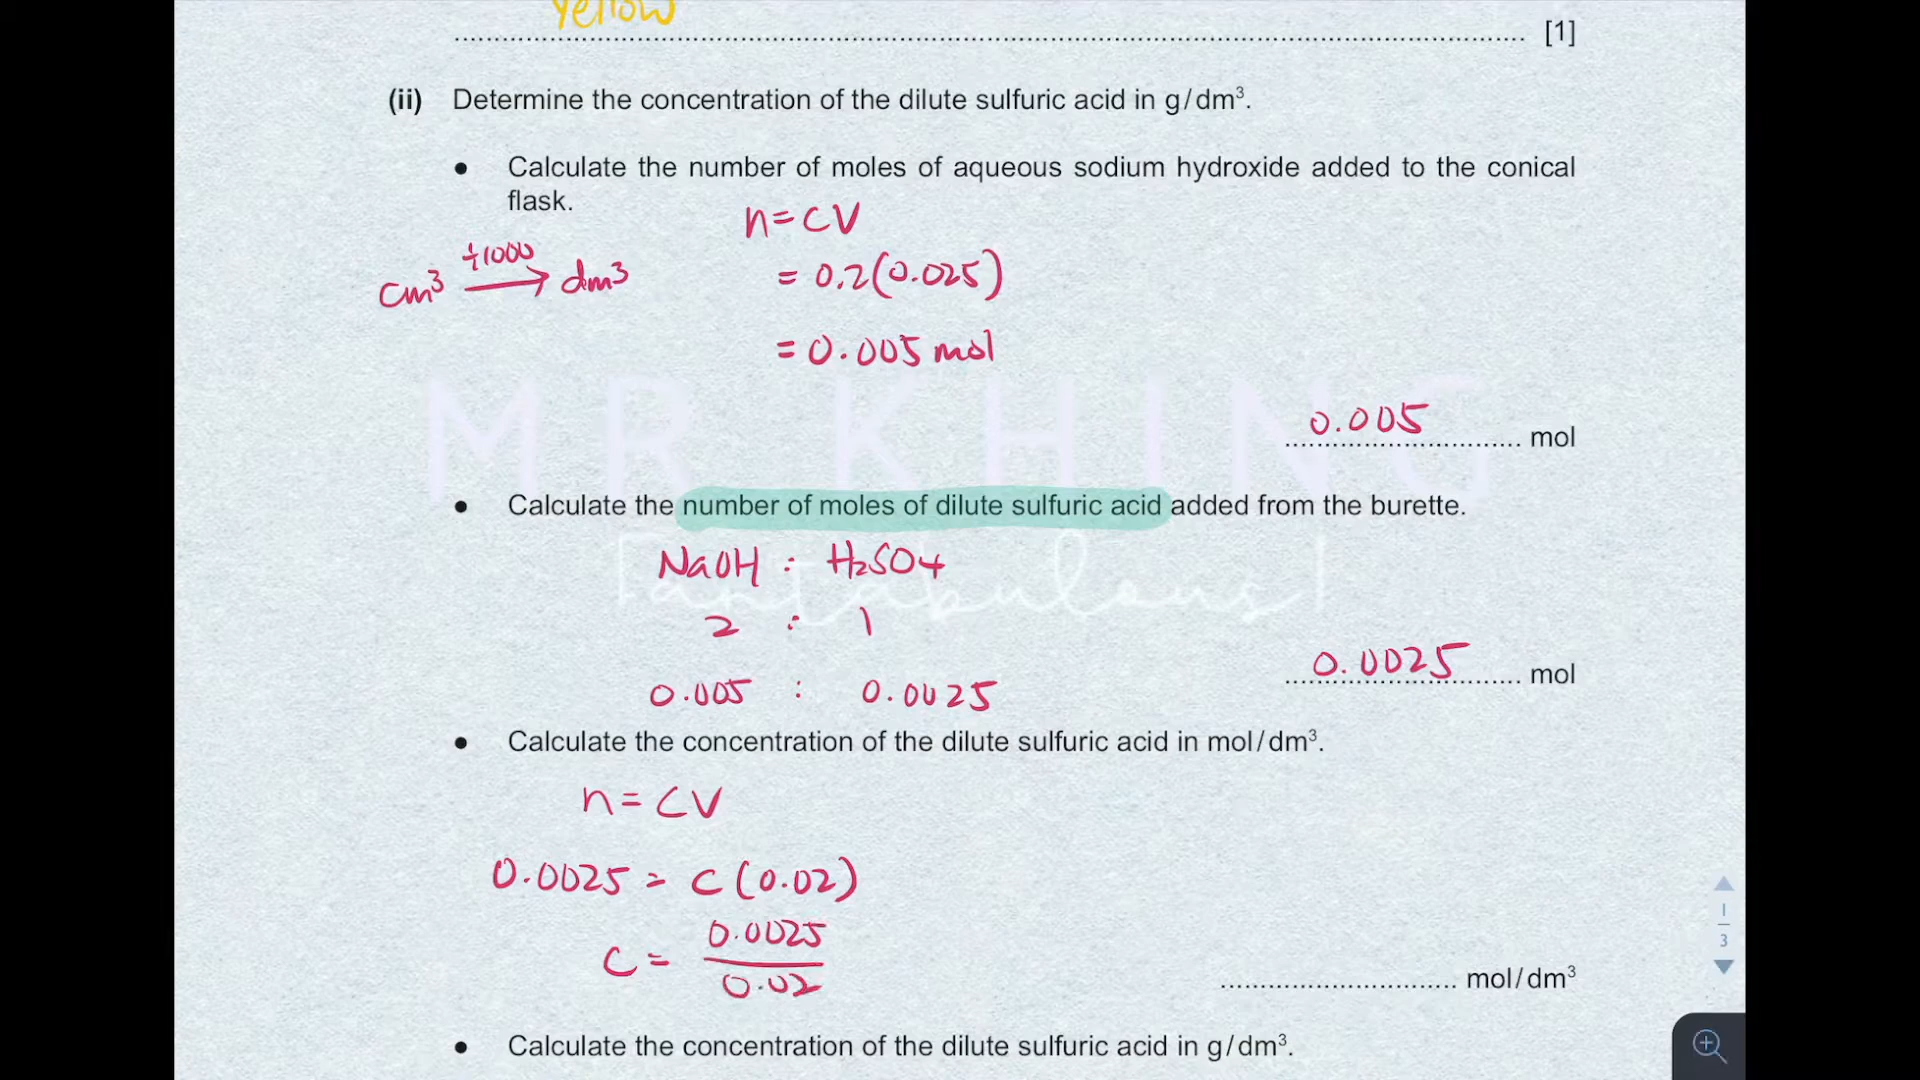 yellow
[1]
(ii) Determine the concentration of the dilute sulfuric acid in g/dm³.
• Calculate the number of moles of aqueous sodium hydroxide added to the conical
flask.
n=CV
cm³ ÷1000 → dm³
= 0.2(0.025)
= 0.005 mol
MR KHING
0.005 mol
• Calculate the number of moles of dilute sulfuric acid added from the burette.
NaOH : H₂SO₄
Fantabulous!
2 : 1
0.0025 mol
0.005 : 0.0025
• Calculate the concentration of the dilute sulfuric acid in mol/dm³.
n=CV
0.0025 = C(0.02)
C = 0.0025
0.02
mol/dm³
1
3
• Calculate the concentration of the dilute sulfuric acid in g/dm³.